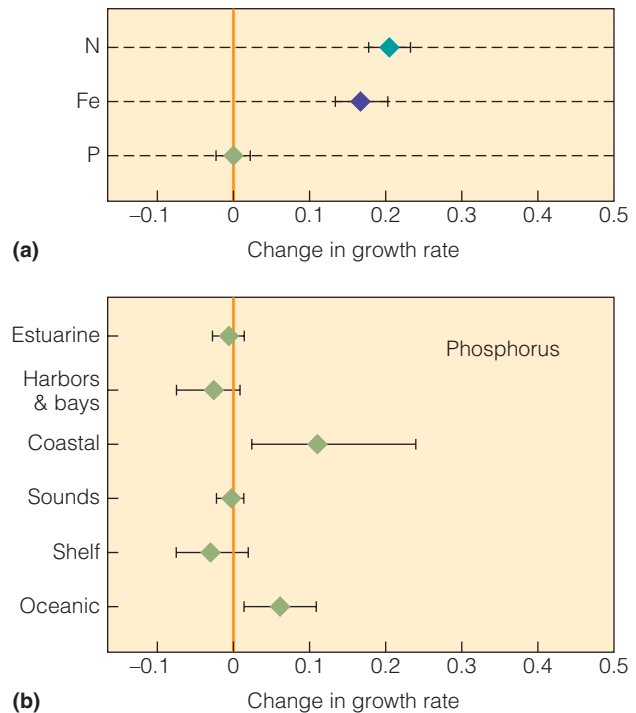 N
Fe
P
–0.1 0 0.1 0.2 0.3 0.4 0.5
(a) Change in growth rate
Estuarine
Phosphorus
Harbors
& bays
Coastal
Sounds
Shelf
Oceanic
–0.1 0 0.1 0.2 0.3 0.4 0.5
(b) Change in growth rate